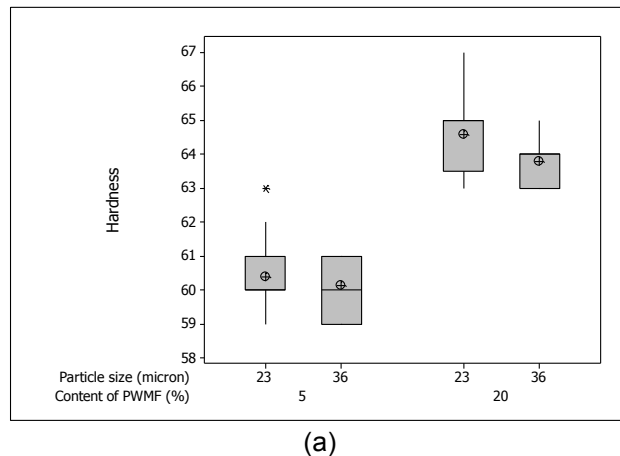 67
66
65
64
63
62
61
60
59
58
Hardness
Particle size (micron) 23 36 23 36
Content of PWMF (%) 5 20
(a)